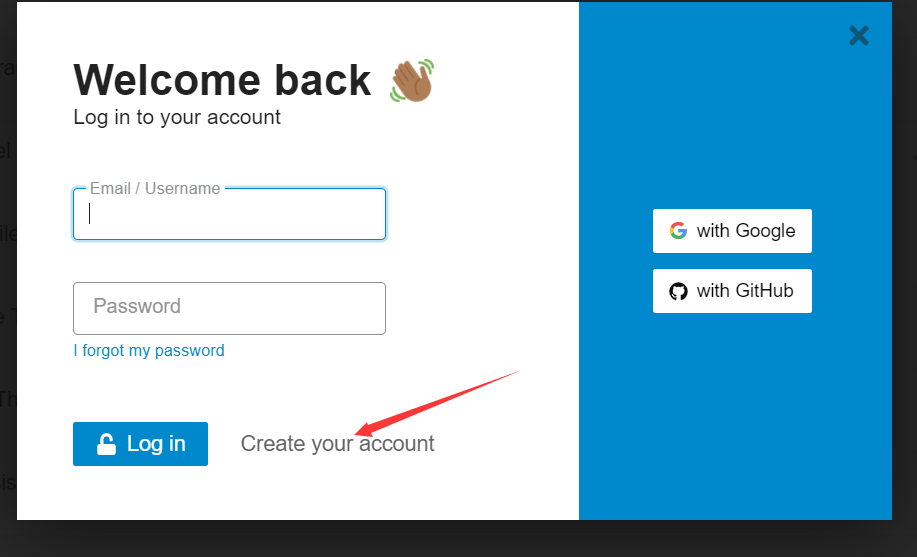 Welcome back
Log in to your account
Email / Username
Password
I forgot my password
Log in
Create your account
with Google
with GitHub